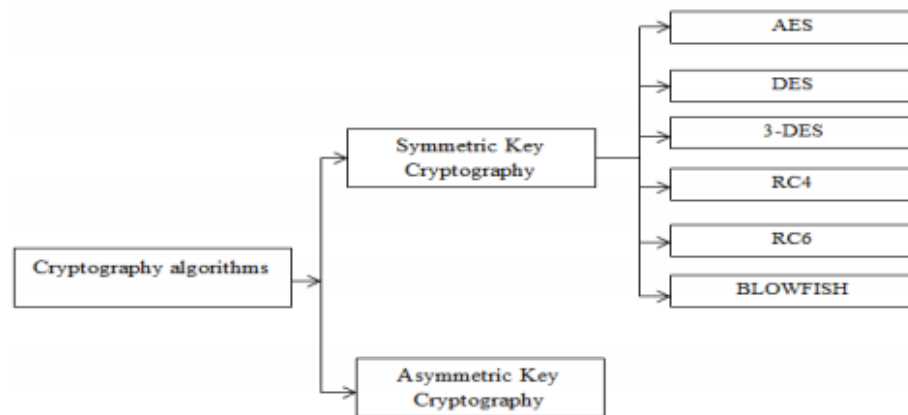 Cryptography algorithms
Symmetric Key
Cryptography
Asymmetric Key
Cryptography
AES
DES
3-DES
RC4
RC6
BLOWFISH